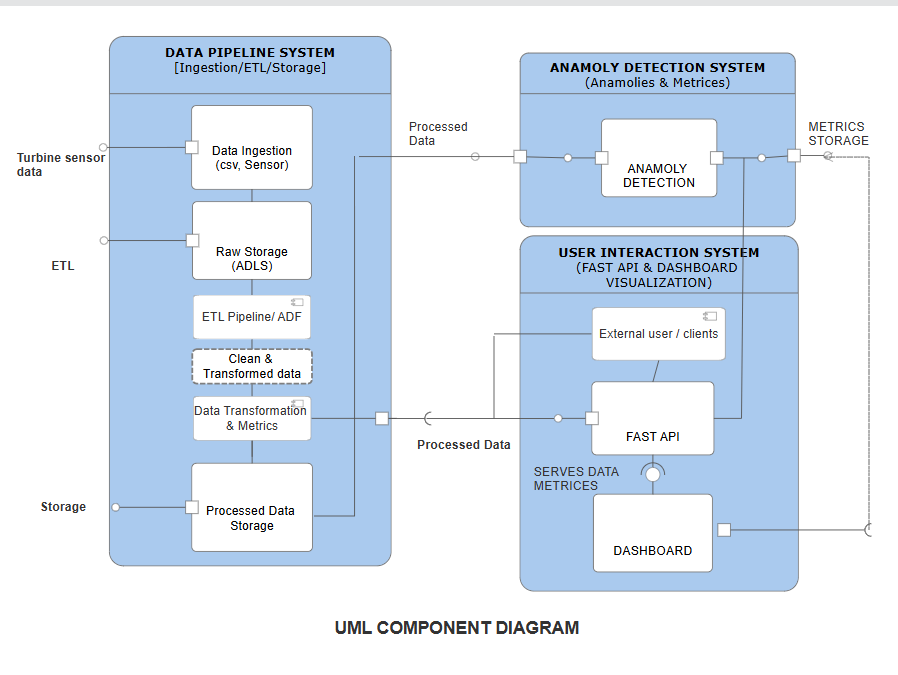 DATA PIPELINE SYSTEM
[Ingestion/ETL/Storage]
Turbine sensor
data
Data Ingestion
(csv, Sensor)
Raw Storage
(ADLS)
ETL
ETL Pipeline/ ADF
Clean &
Transformed data
Data Transformation
& Metrics
Storage
Processed Data
Storage
Processed
Data
Processed Data
ANAMOLY DETECTION SYSTEM
(Anamolies & Metrices)
ANAMOLY
DETECTION
METRICS
STORAGE
USER INTERACTION SYSTEM
(FAST API & DASHBOARD
VISUALIZATION)
External user / clients
FAST API
SERVES DATA
METRICES
DASHBOARD
UML COMPONENT DIAGRAM